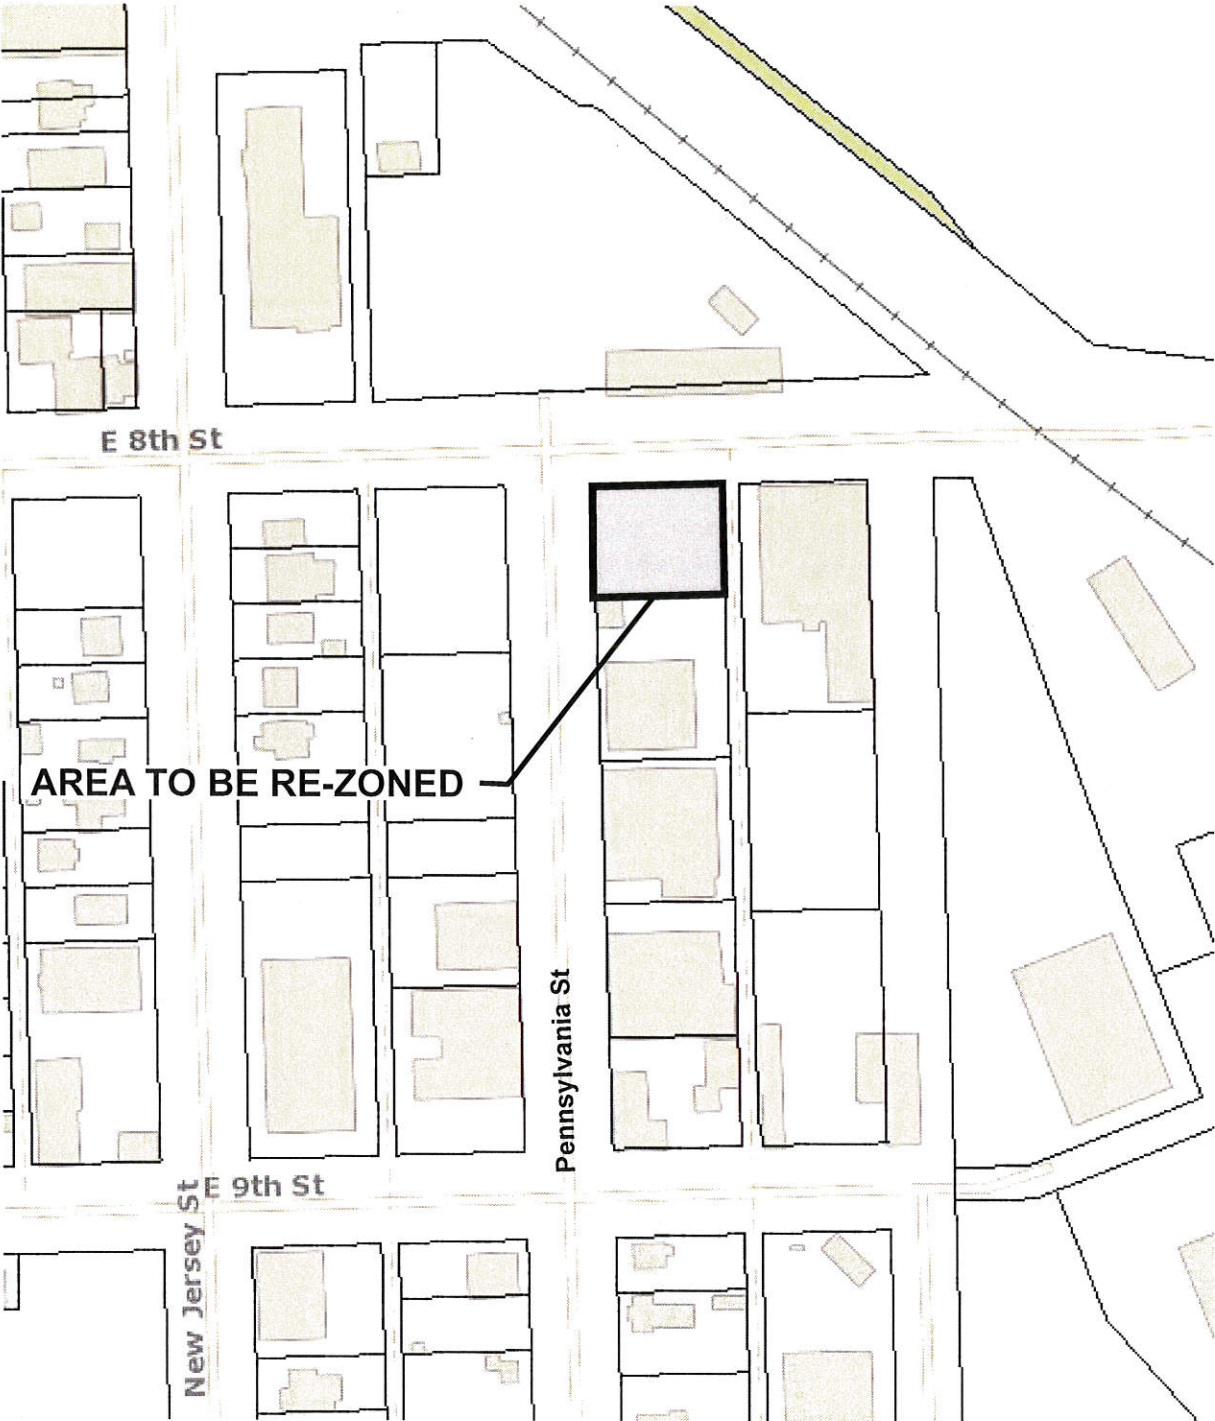 E 8th St
AREA TO BE RE-ZONED
Pennsylvania St
E 9th St
New Jersey St